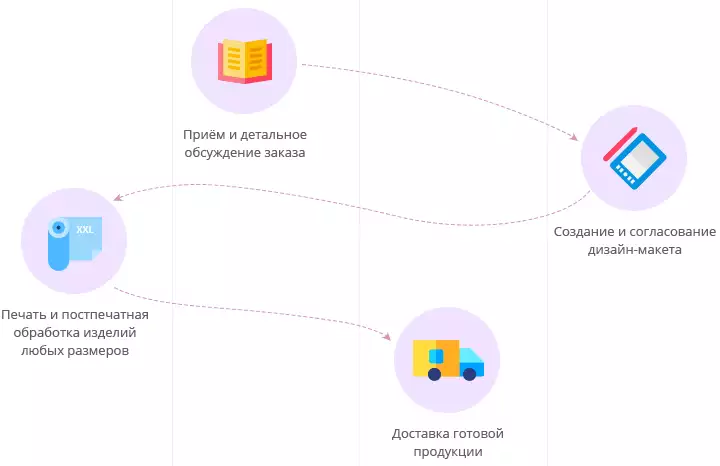 Приём и детальное
обсуждение заказа
Создание и согласование
дизайн-макета
XXL
Печать и постпечатная
обработка изделий
любых размеров
Доставка готовой
продукции